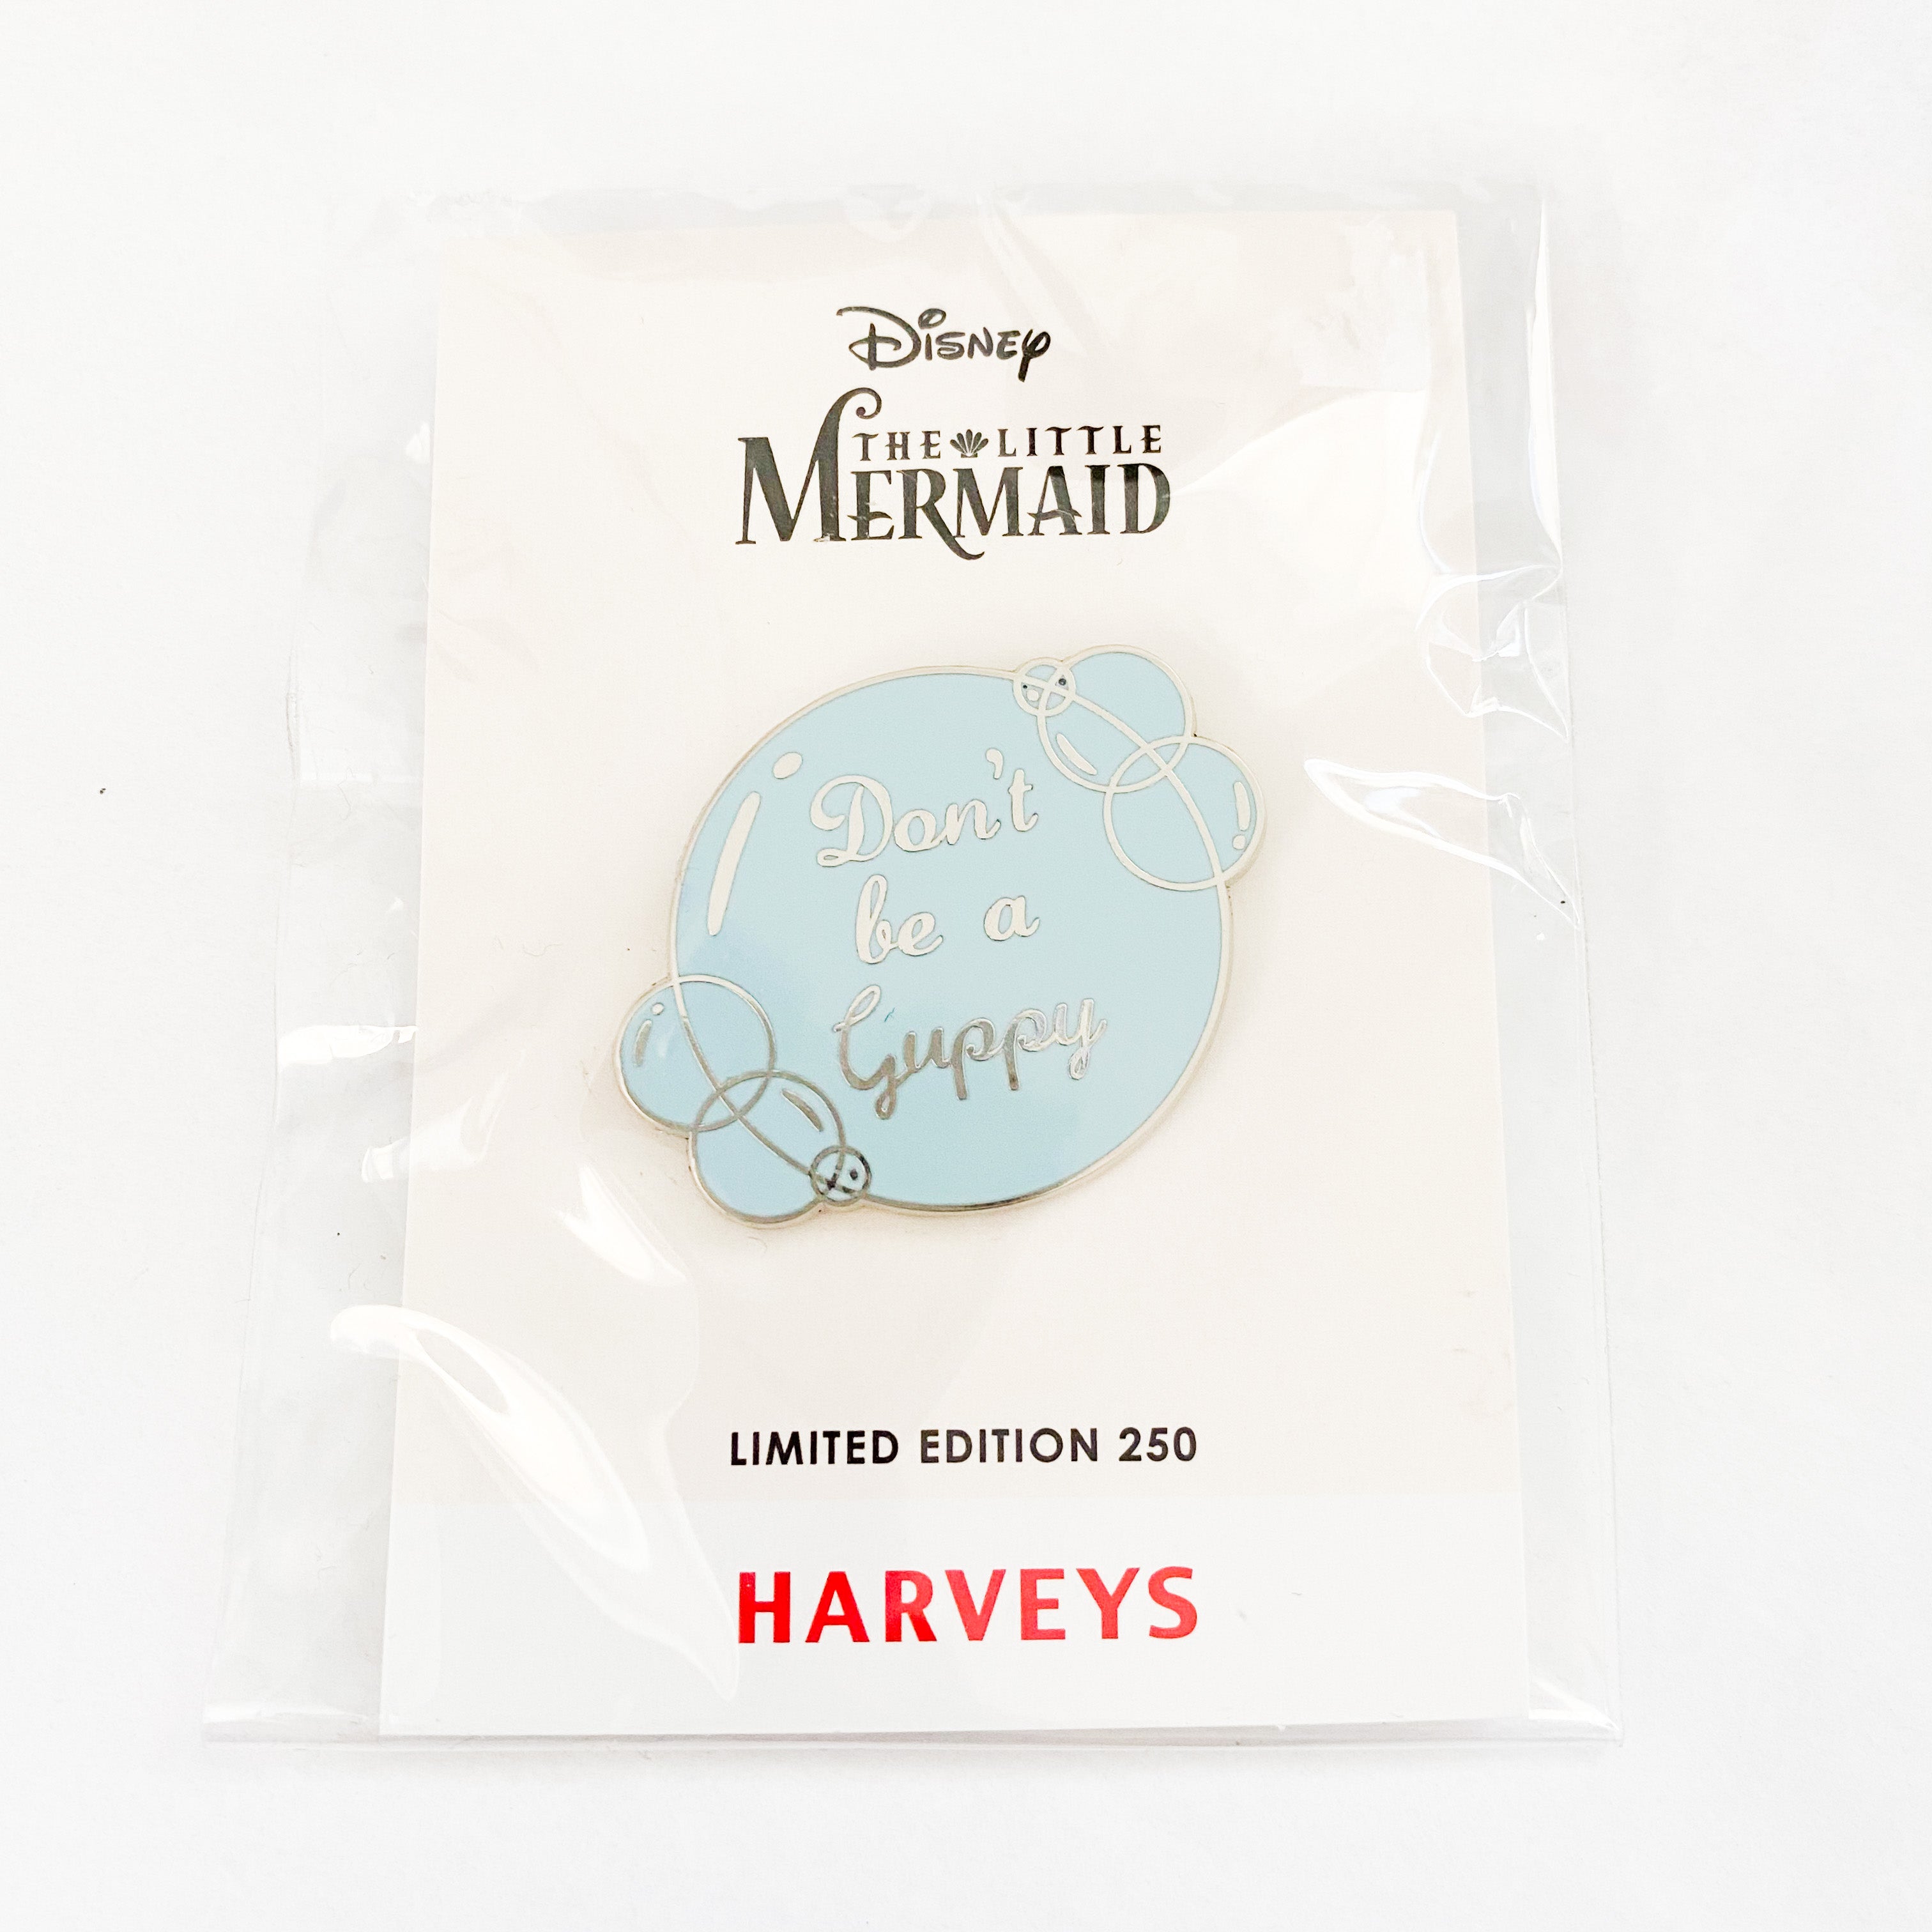 Disney
THE LITTLE
MERMAID
Don't
be a
Guppy
LIMITED EDITION 250
HARVEYS